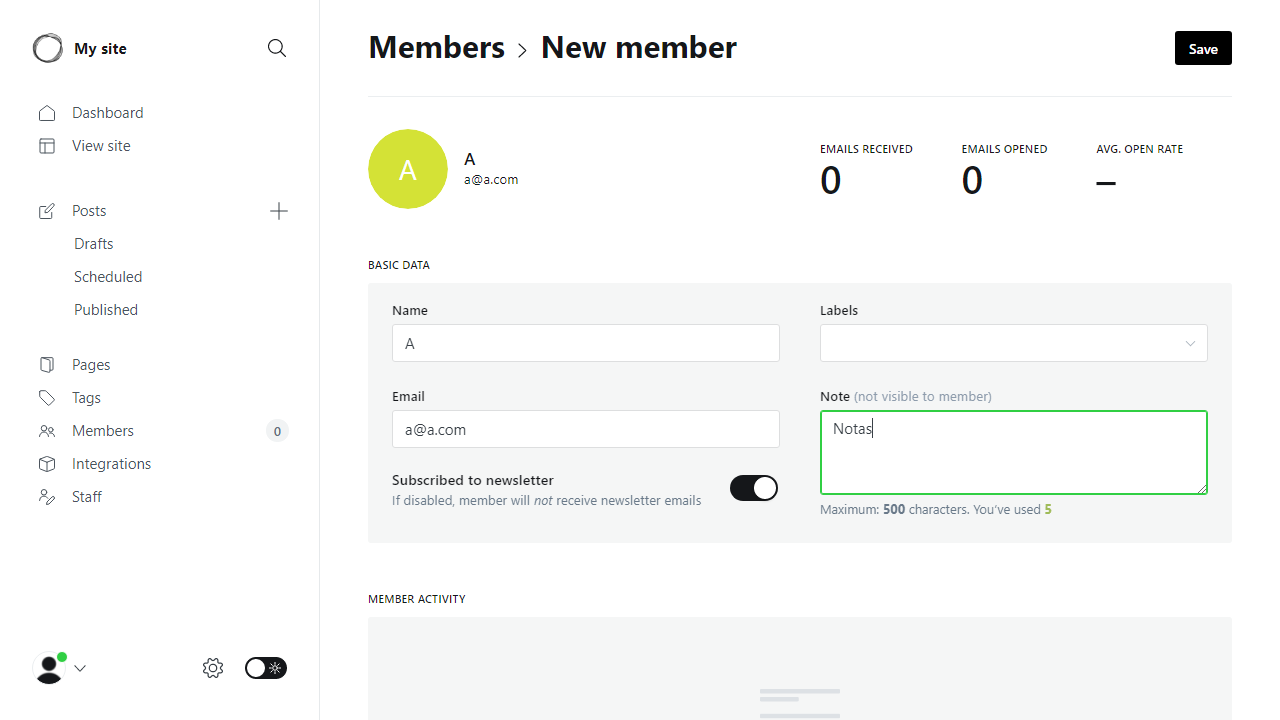 My site
Dashboard
View site
Posts
Drafts
Scheduled
Published
Pages
Tags
Members
0
Integrations
Staff
Members
New member
Save
A
A
a@a.com
EMAILS RECEIVED
0
EMAILS OPENED
0
AVG. OPEN RATE
–
BASIC DATA
Name
A
Labels
Email
a@a.com
Note (not visible to member)
Notas
Subscribed to newsletter
If disabled, member will not receive newsletter emails
Maximum: 500 characters. You’ve used 5
MEMBER ACTIVITY